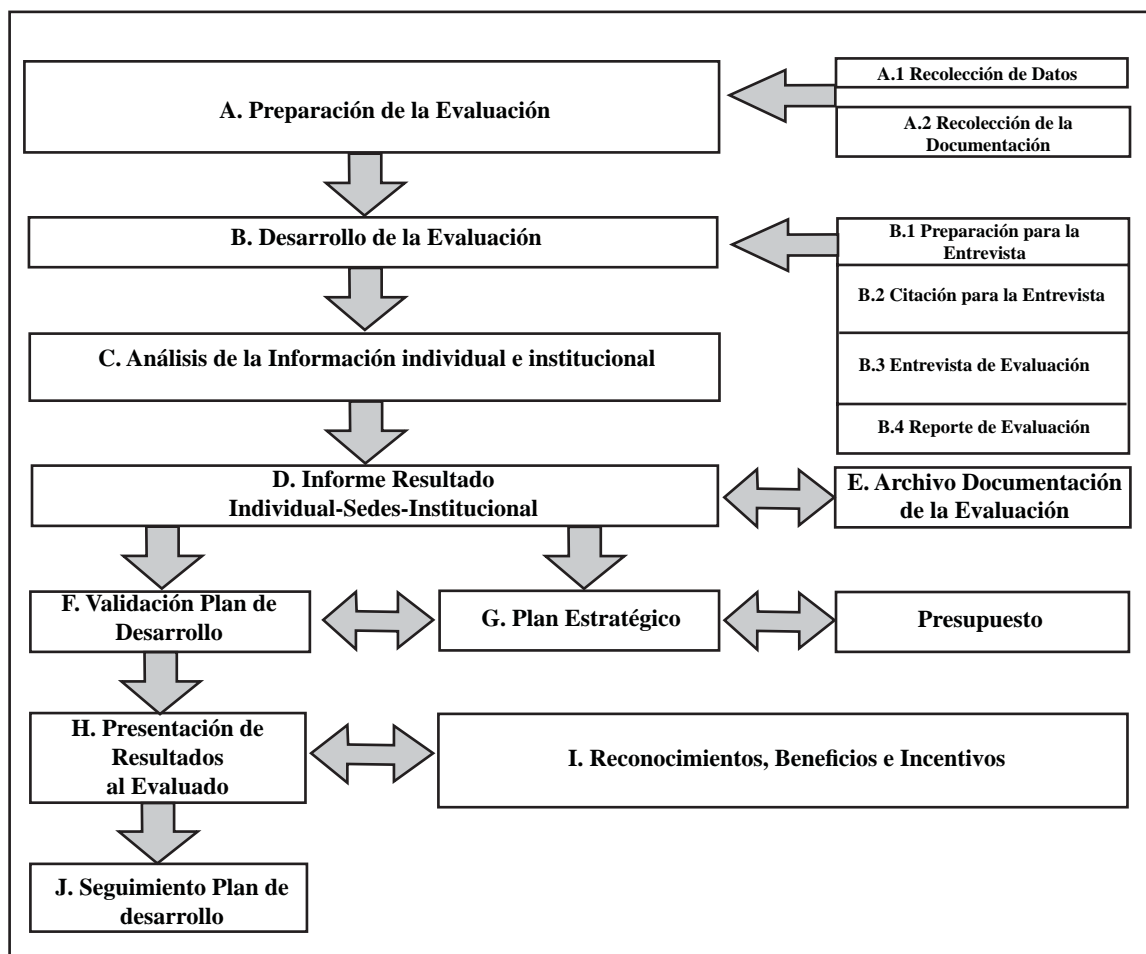 A. Preparación de la Evaluación
A.1 Recolección de Datos
A.2 Recolección de la
Documentación
B. Desarrollo de la Evaluación
B.1 Preparación para la
Entrevista
B.2 Citación para la Entrevista
B.3 Entrevista de Evaluación
B.4 Reporte de Evaluación
C. Análisis de la Información individual e institucional
D. Informe Resultado
Individual-Sedes-Institucional
E. Archivo Documentación
de la Evaluación
F. Validación Plan de
Desarrollo
G. Plan Estratégico
Presupuesto
H. Presentación de
Resultados
al Evaluado
I. Reconocimientos, Beneficios e Incentivos
J. Seguimiento Plan de
desarrollo